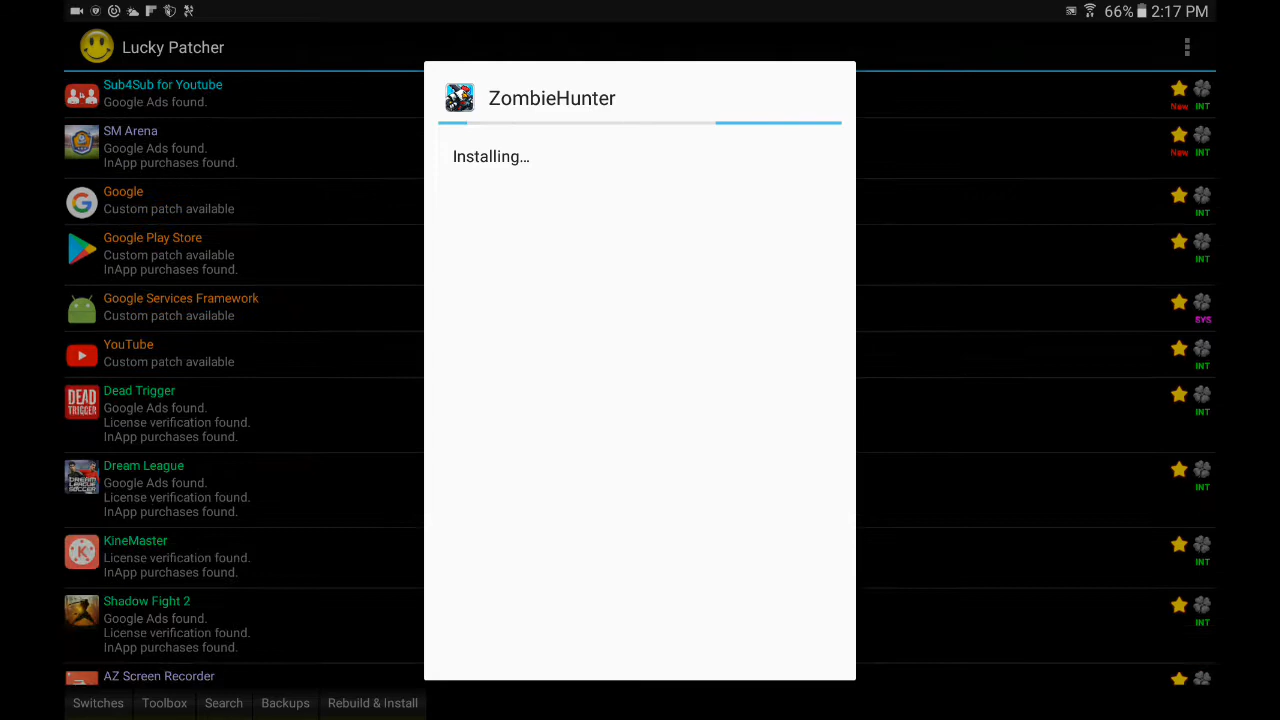 66% 2:17 PM
Lucky Patcher
ZombieHunter
Installing...
Sub4Sub for Youtube
Google Ads found.
New INT
SM Arena
Google Ads found.
InApp purchases found.
New INT
Google
Custom patch available
INT
Google Play Store
Custom patch available
InApp purchases found.
INT
Google Services Framework
Custom patch available
SYS
YouTube
Custom patch available
INT
DEAD TRIGGER
Dead Trigger
Google Ads found.
License verification found.
InApp purchases found.
INT
DREAM LEAGUE SOCCER
Dream League
Google Ads found.
License verification found.
InApp purchases found.
INT
KineMaster
License verification found.
InApp purchases found.
INT
Shadow Fight 2
Google Ads found.
License verification found.
InApp purchases found.
INT
AZ Screen Recorder
Switches Toolbox Search Backups Rebuild & Install